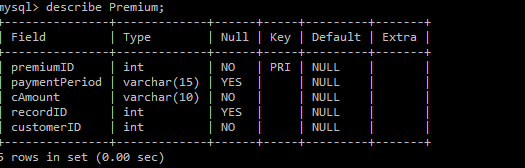 mysql> describe Premium;
+---------------+-------------+------+-----+---------+-------+
| Field | Type | Null | Key | Default | Extra |
+---------------+-------------+------+-----+---------+-------+
| premiumID | int | NO | PRI | NULL | |
| paymentPeriod | varchar(15) | YES | | NULL | |
| cAmount | varchar(10) | NO | | NULL | |
| recordID | int | YES | | NULL | |
| customerID | int | NO | | NULL | |
+---------------+-------------+------+-----+---------+-------+
5 rows in set (0.00 sec)